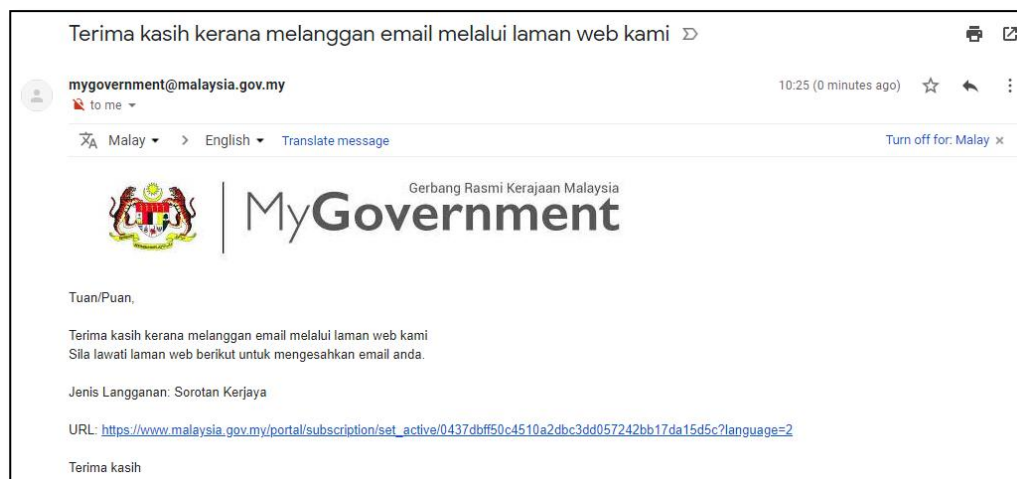 Terima kasih kerana melanggan email melalui laman web kami
mygovernment@malaysia.gov.my
10:25 (0 minutes ago)
to me
Malay > English Translate message
Turn off for: Malay ×
Gerbang Rasmi Kerajaan Malaysia
MyGovernment
Tuan/Puan,
Terima kasih kerana melanggan email melalui laman web kami
Sila lawati laman web berikut untuk mengesahkan email anda.
Jenis Langganan: Sorotan Kerjaya
URL: https://www.malaysia.gov.my/portal/subscription/set_active/0437dbff50c4510a2dbc3dd057242bb17da15d5c?language=2
Terima kasih